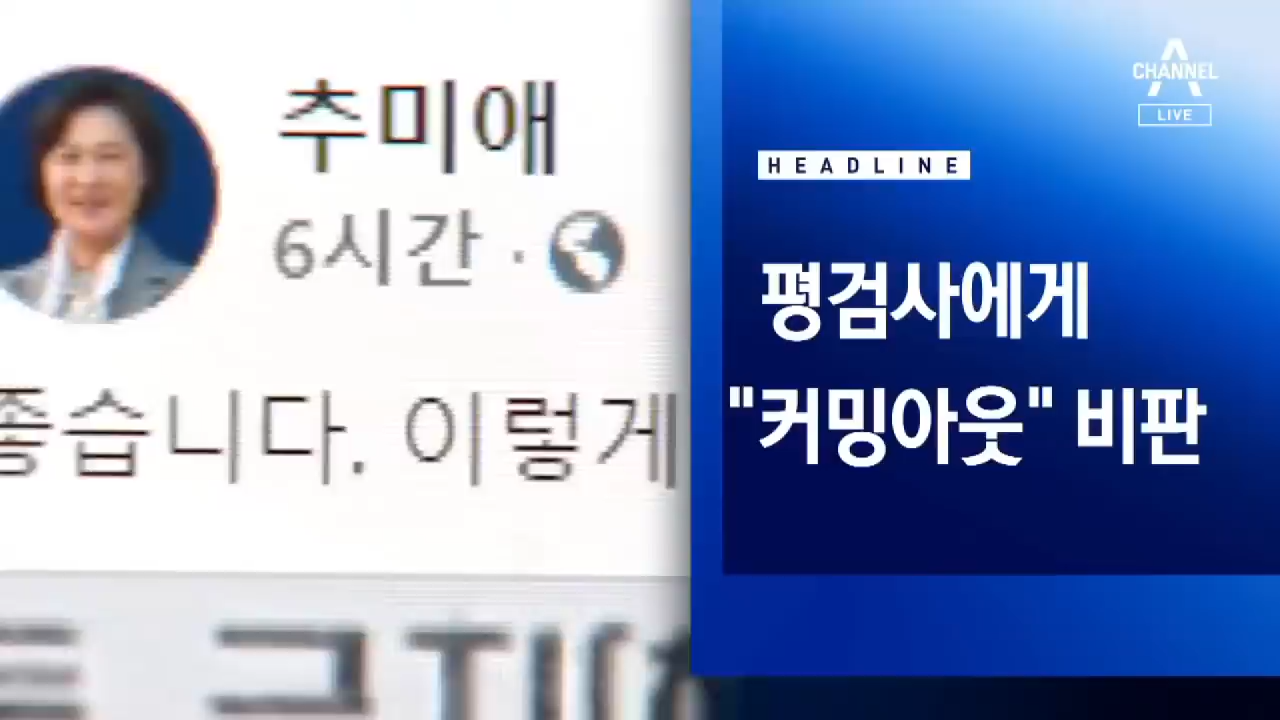 추미애
6시간 ·
좋습니다. 이렇게
CHANNEL
LIVE
HEADLINE
평검사에게
"커밍아웃" 비판